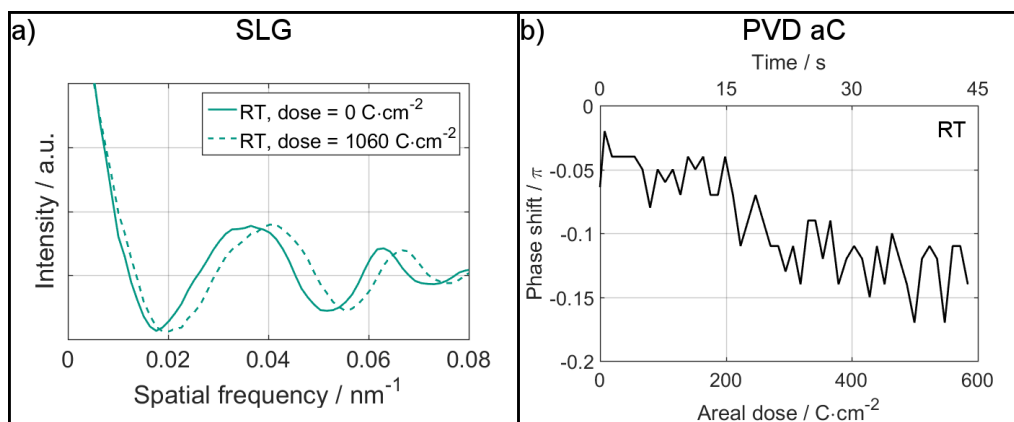 a)
SLG
RT, dose = 0 C·cm⁻²
RT, dose = 1060 C·cm⁻²
Intensity / a.u.
0 0.02 0.04 0.06 0.08
Spatial frequency / nm⁻¹
b)
PVD aC
Time / s
0 15 30 45
RT
0
-0.05
-0.1
-0.15
-0.2
Phase shift / π
0 200 400 600
Areal dose / C·cm⁻²